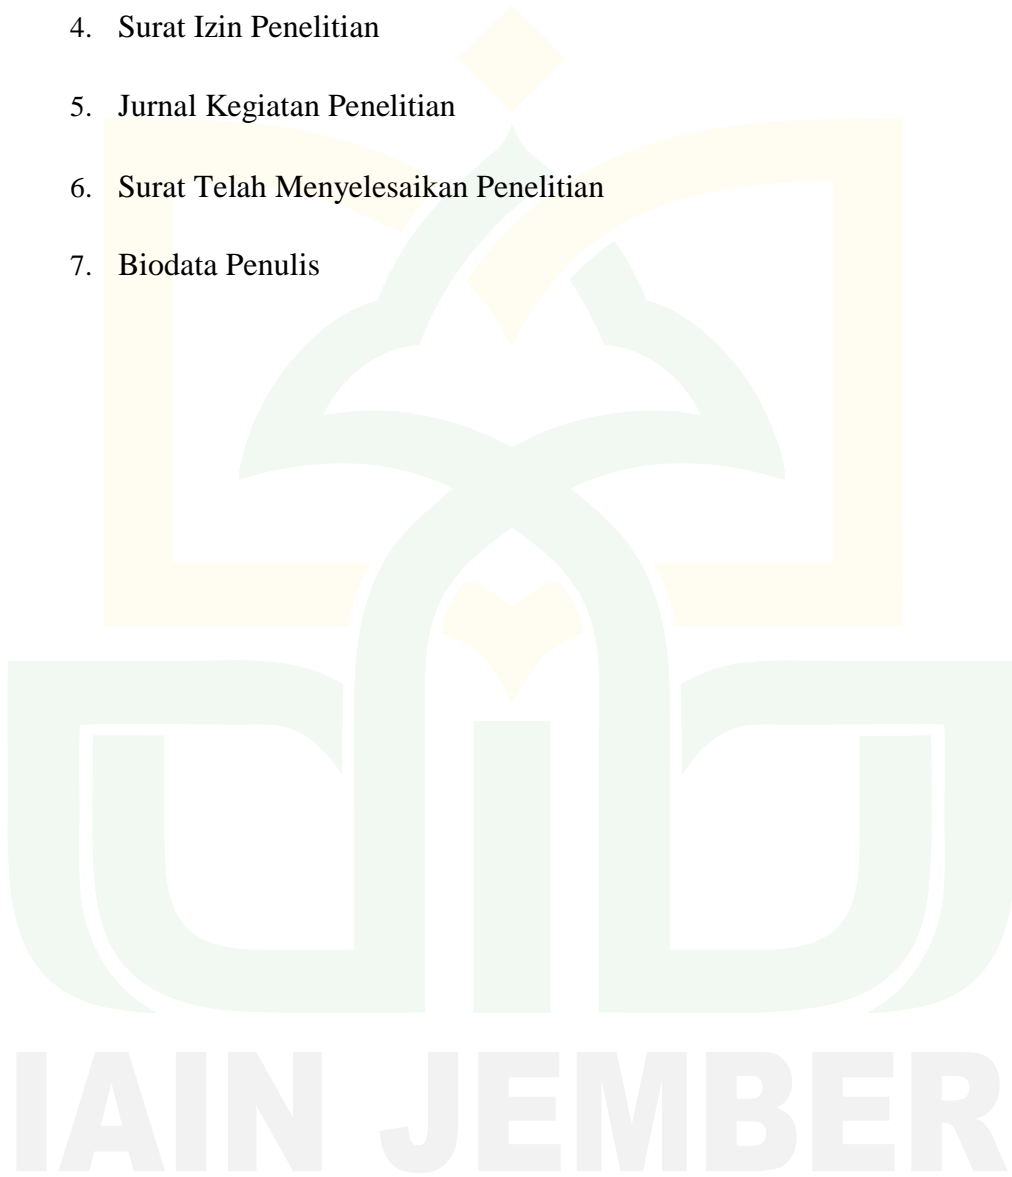 4. Surat Izin Penelitian
5. Jurnal Kegiatan Penelitian
6. Surat Telah Menyelesaikan Penelitian
7. Biodata Penulis
IAIN JEMBER